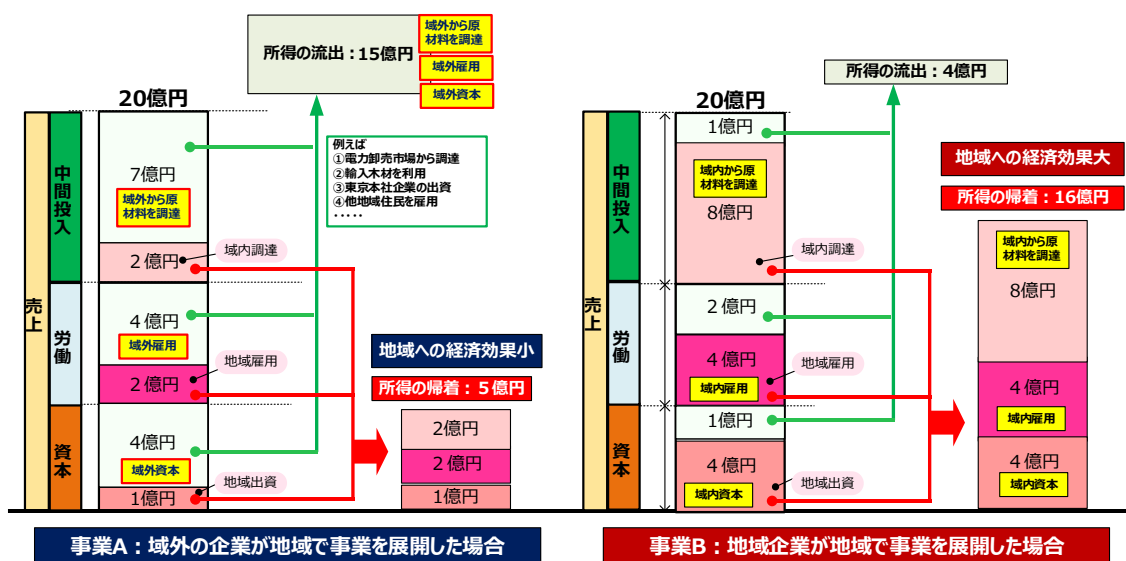 域外から原
材料を調達
所得の流出：15億円
域外雇用
域外資本
20億円
例えば
①電力卸売市場から調達
②輸入木材を利用
③東京本社企業の出資
④他地域住民を雇用
・・・・・
売上
中間投入
7億円
域外から原
材料を調達
２億円
域内調達
労働
４億円
域外雇用
２億円
地域雇用
資本
4億円
域外資本
1億円
地域出資
地域への経済効果小
所得の帰着：５億円
2億円
２億円
1億円
事業A：域外の企業が地域で事業を展開した場合
所得の流出：4億円
20億円
売上
中間投入
1億円
域内から原
材料を調達
8億円
域内調達
労働
2億円
４億円
域内雇用
地域雇用
資本
1億円
４億円
域内資本
地域出資
地域への経済効果大
所得の帰着：16億円
域内から原
材料を調達
8億円
４億円
域内雇用
４億円
域内資本
事業B：地域企業が地域で事業を展開した場合